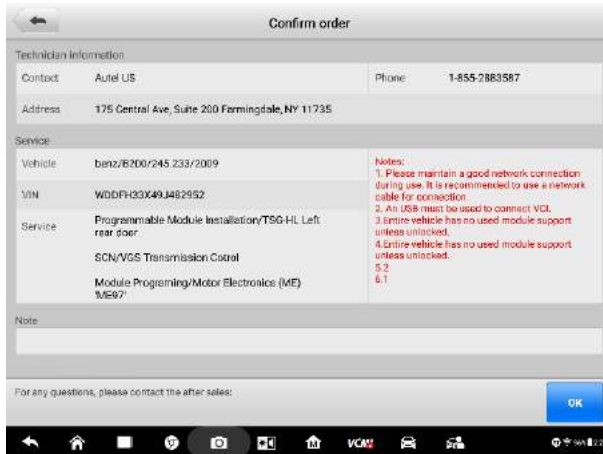 Confirm order
Technician information
Contact Autel US Phone 1-855-2883587
Address 175 Central Ave, Suite 200 Farmingdale, NY 11735
Service
Vehicle benz/B200/245.233/2009
VIN WDDFH33X49J482952
Service Programmable Module Installation/TSG-HL Left
rear door
SCN/VGS Transmission Cotrol
Module Programing/Motor Electronics (ME)
'ME97'
Notes:
1. Please maintain a good network connection
during use. It is recommended to use a network
cable for connection
2. An USB must be used to connect VCI.
3.Entire vehicle has no used module support
unless unlocked.
4.Entire vehicle has no used module support
unless unlocked.
5.2
6.1
Note
For any questions, please contact the after sales:
OK
VCMI